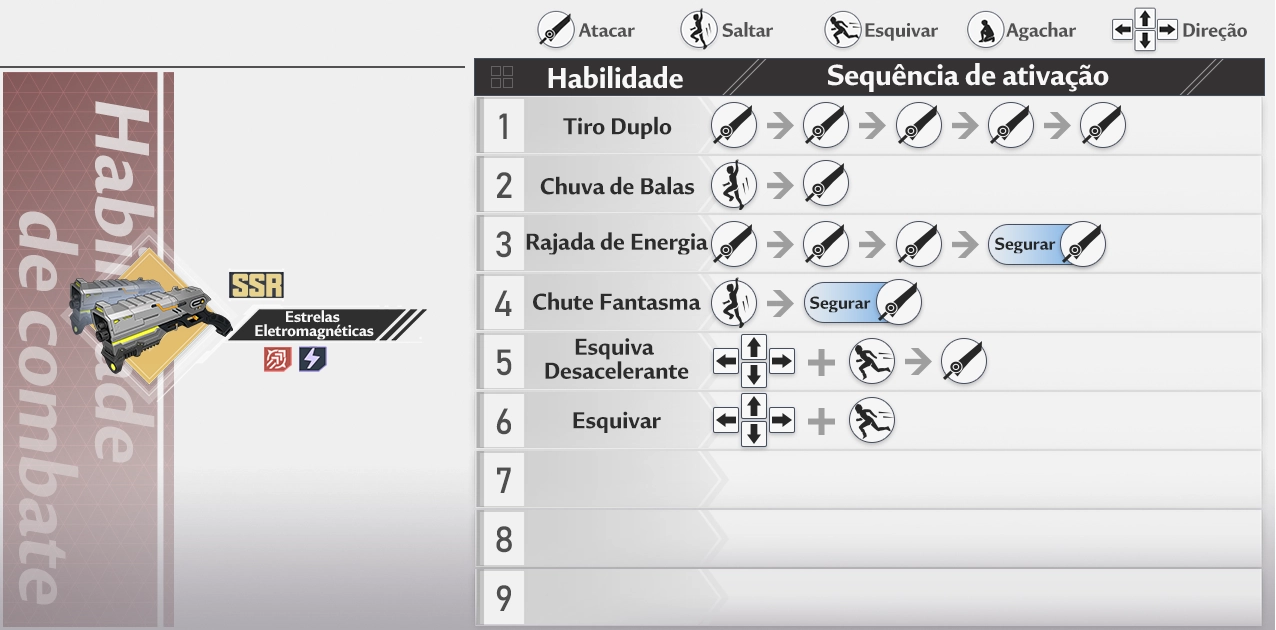 Atacar
Saltar
Esquivar
Agachar
Direção
Habilidade
de combate
SSR
Estrelas
Eletromagnéticas
Habilidade
Sequência de ativação
1 Tiro Duplo
2 Chuva de Balas
3 Rajada de Energia Segurar
4 Chute Fantasma Segurar
5 Esquiva
Desacelerante
6 Esquivar
7
8
9